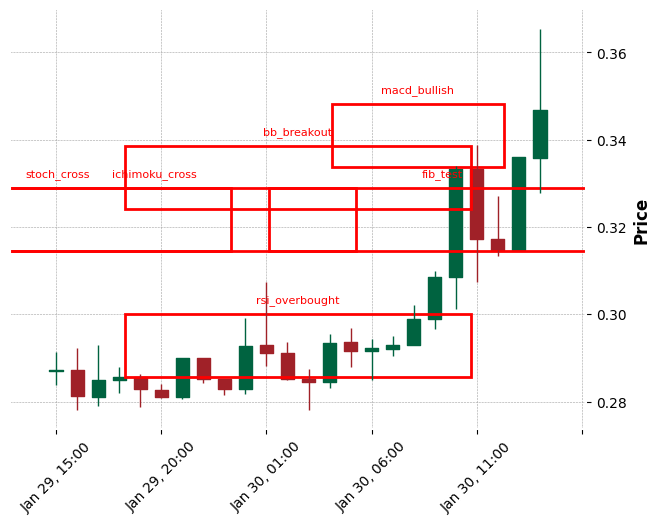 macd_bullish
bb_breakout
stoch_cross
ichimoku_cross
fib_test
rsi_overbought
0.36
0.34
0.32
0.30
0.28
Price
Jan 29, 15:00
Jan 29, 20:00
Jan 30, 01:00
Jan 30, 06:00
Jan 30, 11:00